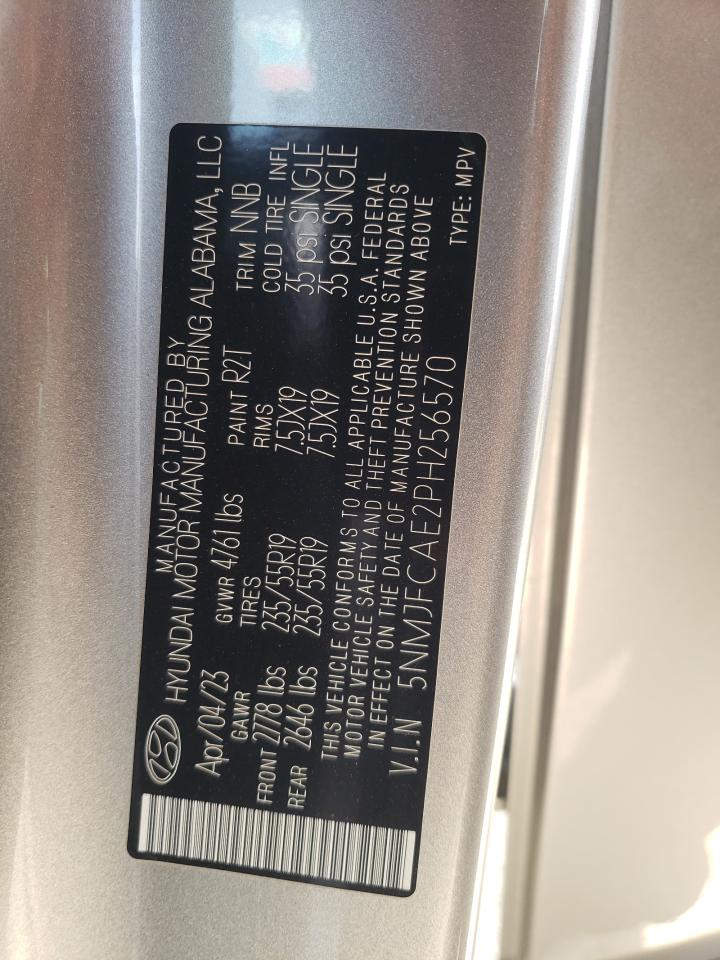 MANUFACTURED BY
HYUNDAI MOTOR MANUFACTURING ALABAMA, LLC
Apr/04/23 GVWR 4761 lbs PAINT R2T TRIM NNB
GAWR TIRES RIMS COLD TIRE INFL
FRONT 2778 lbs 235/55R19 7.5JX19 35 psi SINGLE
REAR 2646 lbs 235/55R19 7.5JX19 35 psi SINGLE
THIS VEHICLE CONFORMS TO ALL APPLICABLE U.S.A. FEDERAL
MOTOR VEHICLE SAFETY AND THEFT PREVENTION STANDARDS
IN EFFECT ON THE DATE OF MANUFACTURE SHOWN ABOVE
V.I.N 5NMJFCAE2PH256570 TYPE: MPV